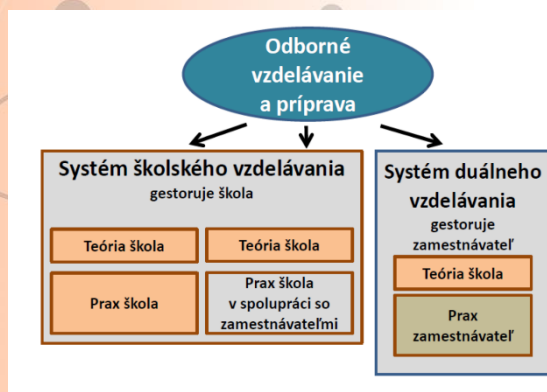 Odborné
vzdelávanie
a príprava
Systém školského vzdelávania
gestoruje škola
Teória škola
Teória škola
Prax škola
Prax škola
v spolupráci so
zamestnávateľmi
Systém duálneho
vzdelávania
gestoruje
zamestnávateľ
Teória škola
Prax
zamestnávateľ